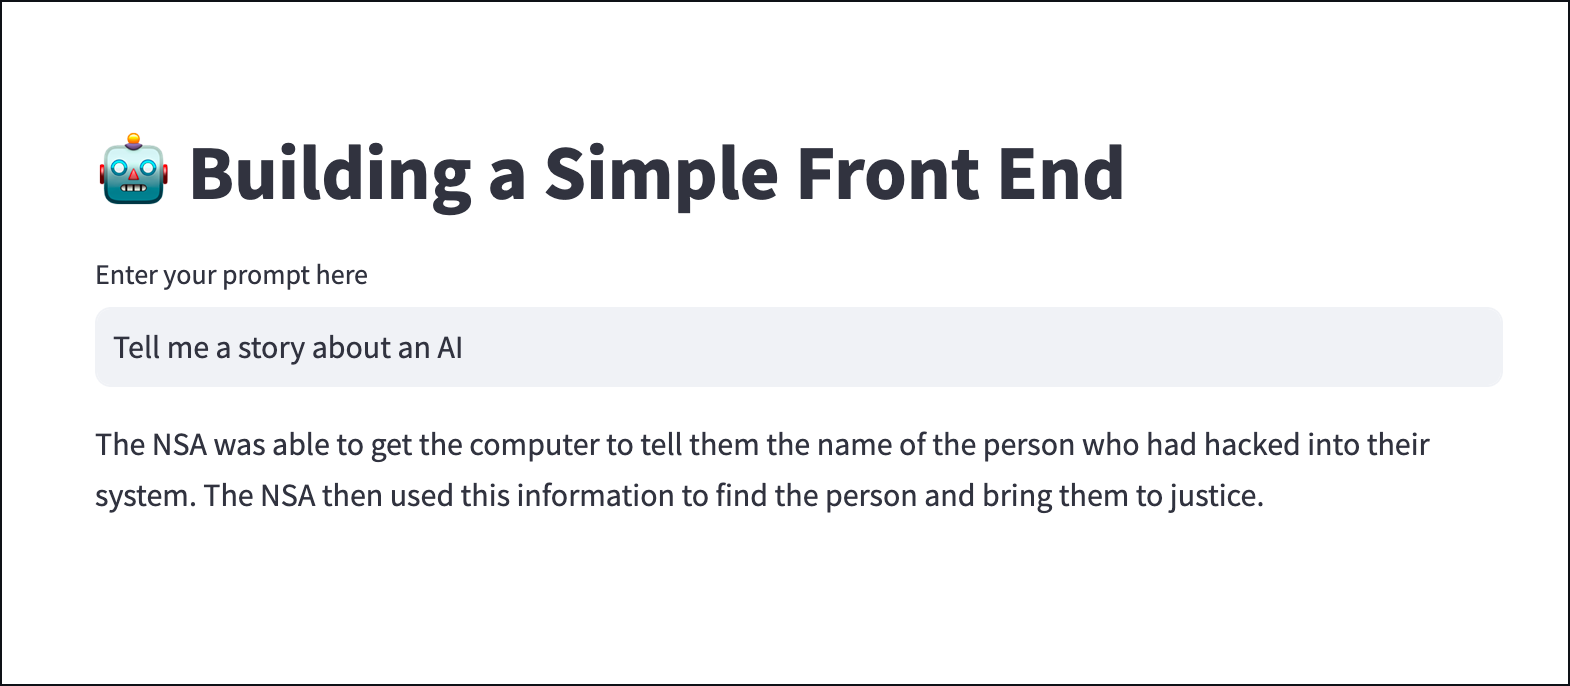 Building a Simple Front End
Enter your prompt here
Tell me a story about an AI
The NSA was able to get the computer to tell them the name of the person who had hacked into their
system. The NSA then used this information to find the person and bring them to justice.